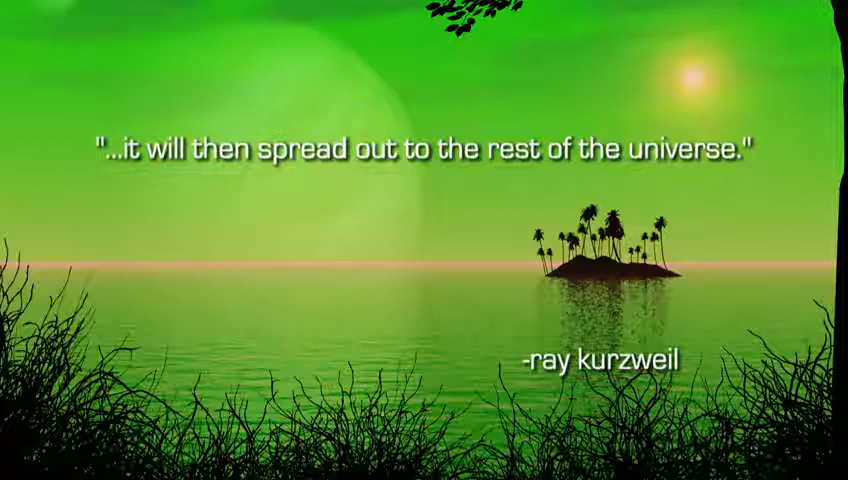 "...it will then spread out to the rest of the universe."
-ray kurzweil